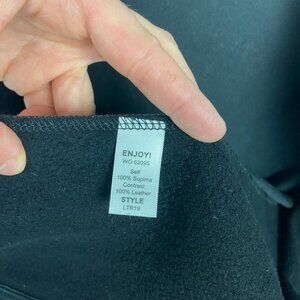 ENJOY!
WO 62095
Self
100% Supima
Contrast
100% Leather
STYLE
LTR19